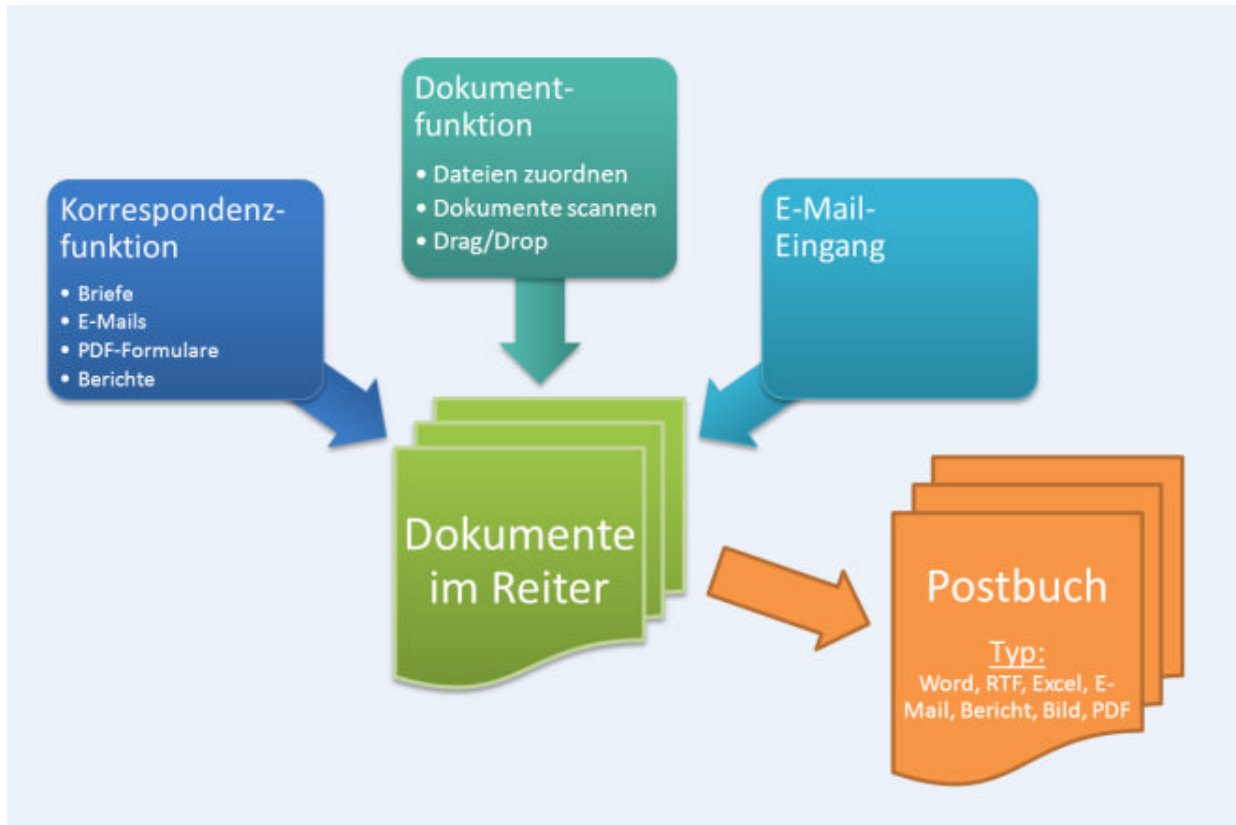 Dokument-
funktion
• Dateien zuordnen
• Dokumente scannen
• Drag/Drop
Korrespondenz-
funktion
• Briefe
• E-Mails
• PDF-Formulare
• Berichte
E-Mail-
Eingang
Dokumente
im Reiter
Postbuch
Typ:
Word, RTF, Excel, E-
Mail, Bericht, Bild, PDF